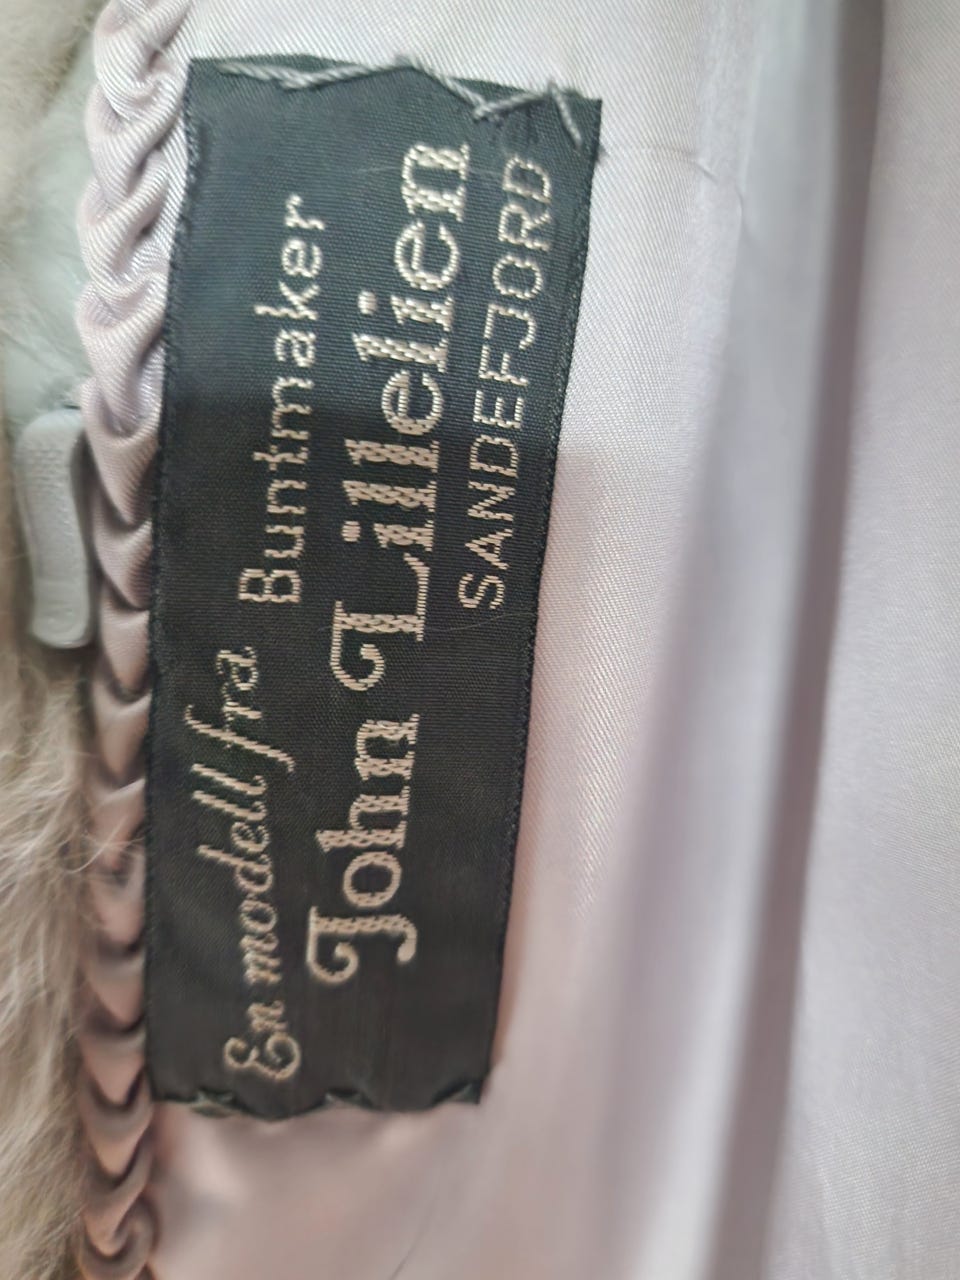 En modell fra Buntmaker
John Lillelien
SANDEFJORD